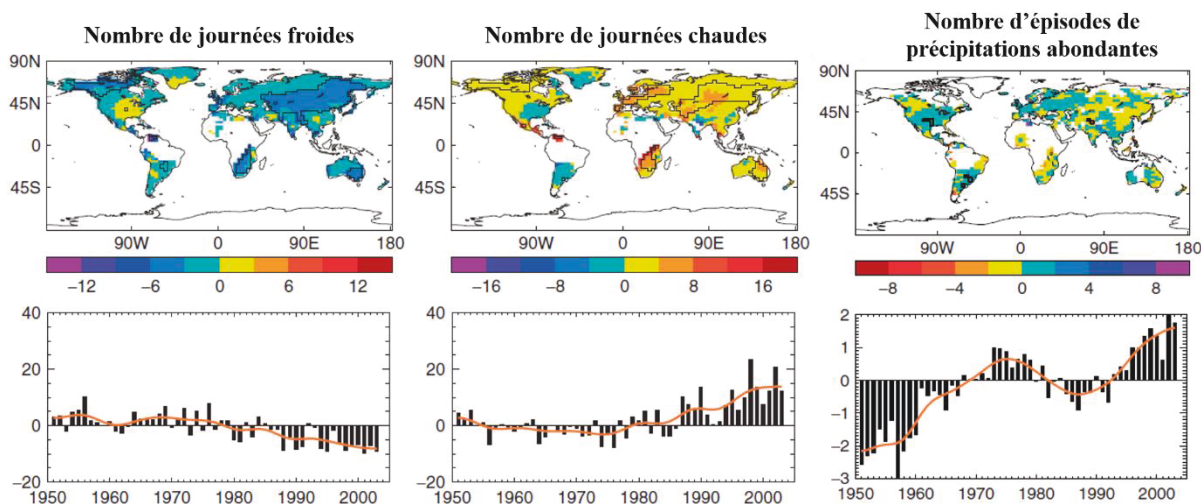 Nombre de journées froides
90N
45N
0
45S
90W 0 90E 180
−12 −6 0 6 12
40
20
0
−20
1950 1960 1970 1980 1990 2000
Nombre de journées chaudes
90N
45N
0
45S
90W 0 90E 180
−16 −8 0 8 16
40
20
0
−20
1950 1960 1970 1980 1990 2000
Nombre d’épisodes de
précipitations abondantes
90N
45N
0
45S
90W 0 90E 180
−8 −4 0 4 8
2
1
0
−1
−2
−3
1950 1960 1970 1980 1990 2000